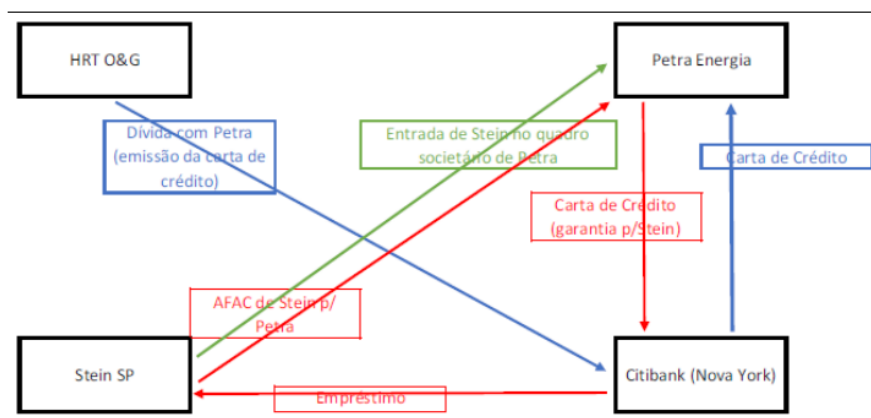 HRT O&G
Petra Energia
Dívida com Petra
(emissão da carta de
crédito)
Entrada de Stein no quadro
societário de Petra
Carta de Crédito
Carta de Crédito
(garantia p/Stein)
AFAC de Stein p/
Petra
Stein SP
Citibank (Nova York)
Empréstimo